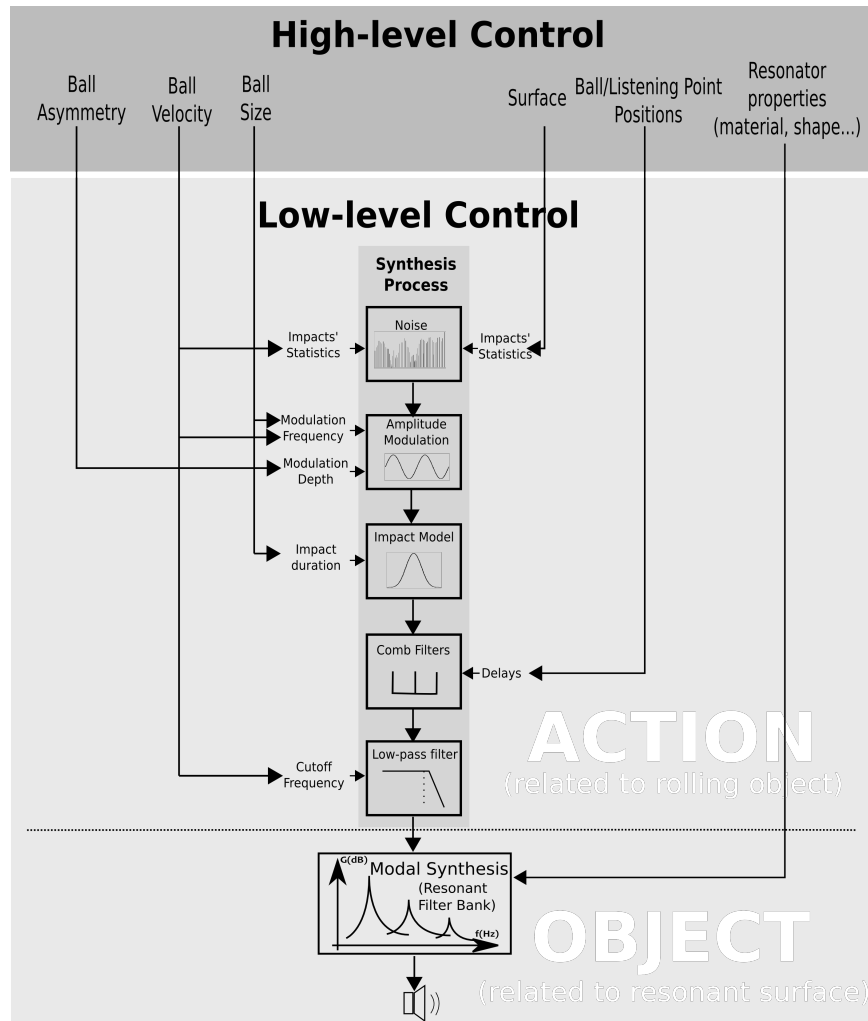 High-level Control
Ball
Asymmetry
Ball
Velocity
Ball
Size
Surface
Ball/Listening Point
Positions
Resonator
properties
(material, shape...)
Low-level Control
Synthesis
Process
Noise
Impacts'
Statistics
Impacts'
Statistics
Modulation
Frequency
Modulation
Depth
Amplitude
Modulation
Impact Model
Impact
duration
Comb Filters
Delays
Low-pass filter
Cutoff
Frequency
ACTION
(related to rolling object)
G(dB)
Modal Synthesis
(Resonant
Filter Bank)
f(Hz)
OBJECT
(related to resonant surface)